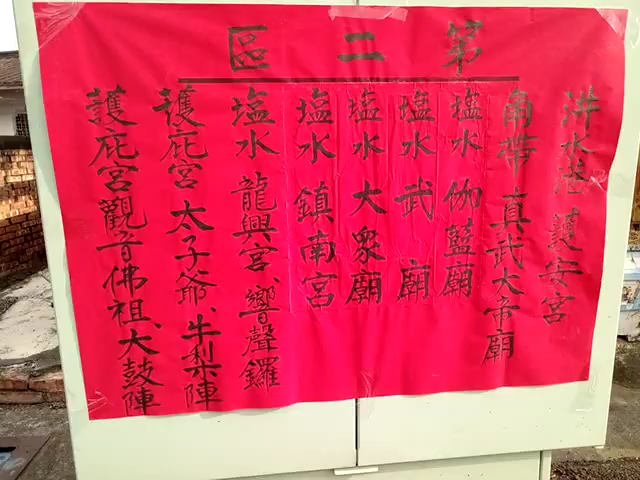 第二區
汫水港 護安宮
角帶 真武大帝廟
塩水 伽藍廟
塩水 武廟
塩水 大眾廟
塩水 鎮南宮
塩水 龍興宮、響聲鑼
護庇宮 太子爺、牛犁陣
護庇宮觀音佛祖、大鼓陣